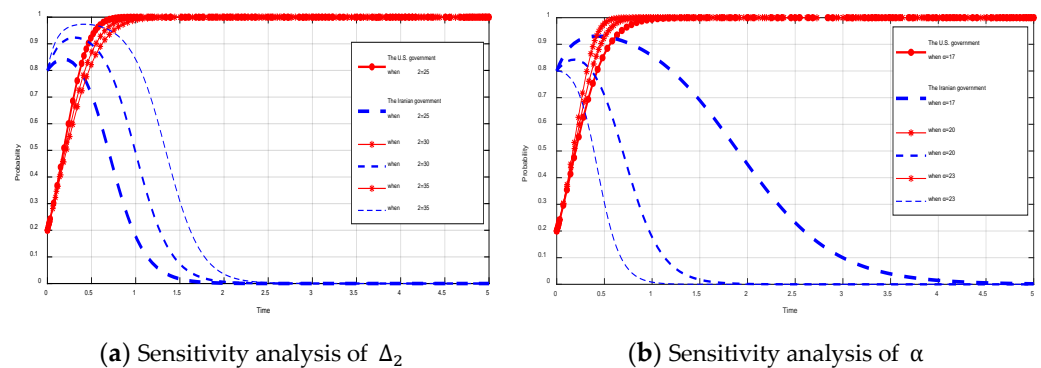 1
0.9
0.8
0.7
0.6
0.5
0.4
0.3
0.2
0.1
0
Probability
0
0.5
1
1.5
2
2.5
3
3.5
4
4.5
5
Time
The U.S. government
when 2=25
The Iranian government
when 2=25
when 2=30
when 2=30
when 2=35
when 2=35
(a) Sensitivity analysis of Δ₂
1
0.9
0.8
0.7
0.6
0.5
0.4
0.3
0.2
0.1
0
Probability
0
0.5
1
1.5
2
2.5
3
3.5
4
4.5
5
Time
The U.S. government
when α=17
The Iranian government
when α=17
when α=20
when α=20
when α=23
when α=23
(b) Sensitivity analysis of α